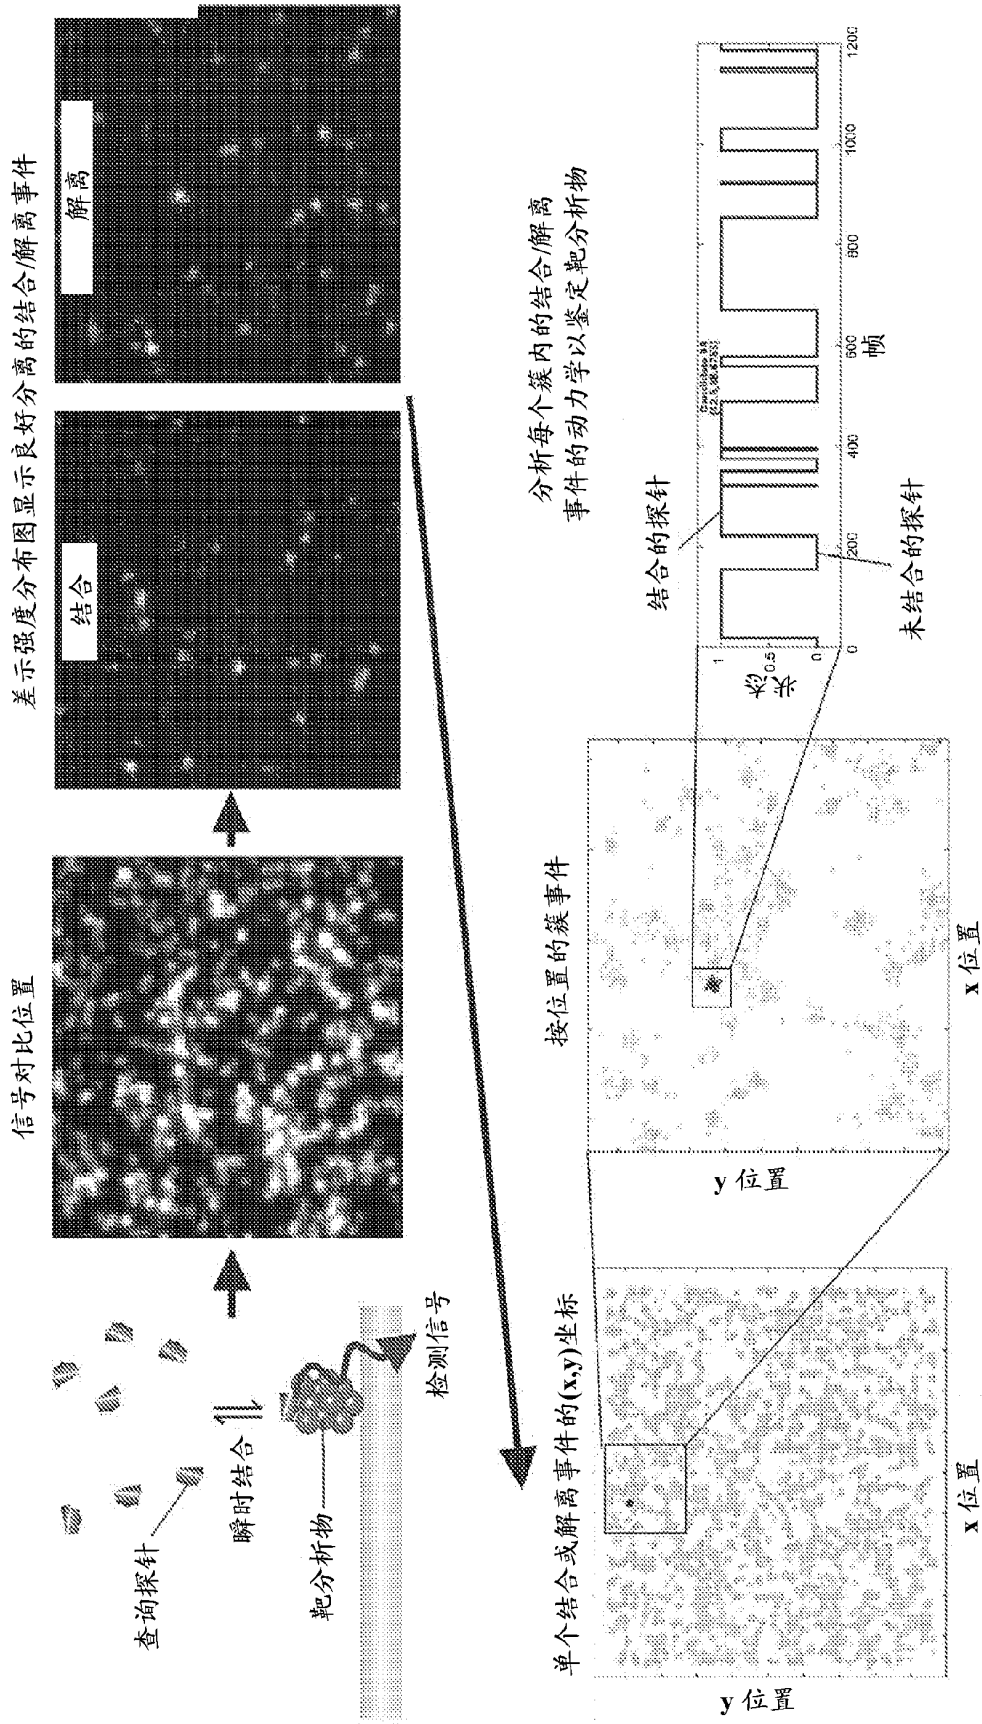 信号对比位置
差示强度分布图显示良好分离的结合/解离事件
结合
解离
查询探针
瞬时结合
靶分析物
检测信号
单个结合或解离事件的(x,y)坐标
y 位置
x 位置
按位置的簇事件
y 位置
x 位置
分析每个簇内的结合/解离
事件的动力学以鉴定靶分析物
结合的探针
未结合的探针
状态
1
0.5
0
0
200
400
600
800
1000
1200
帧